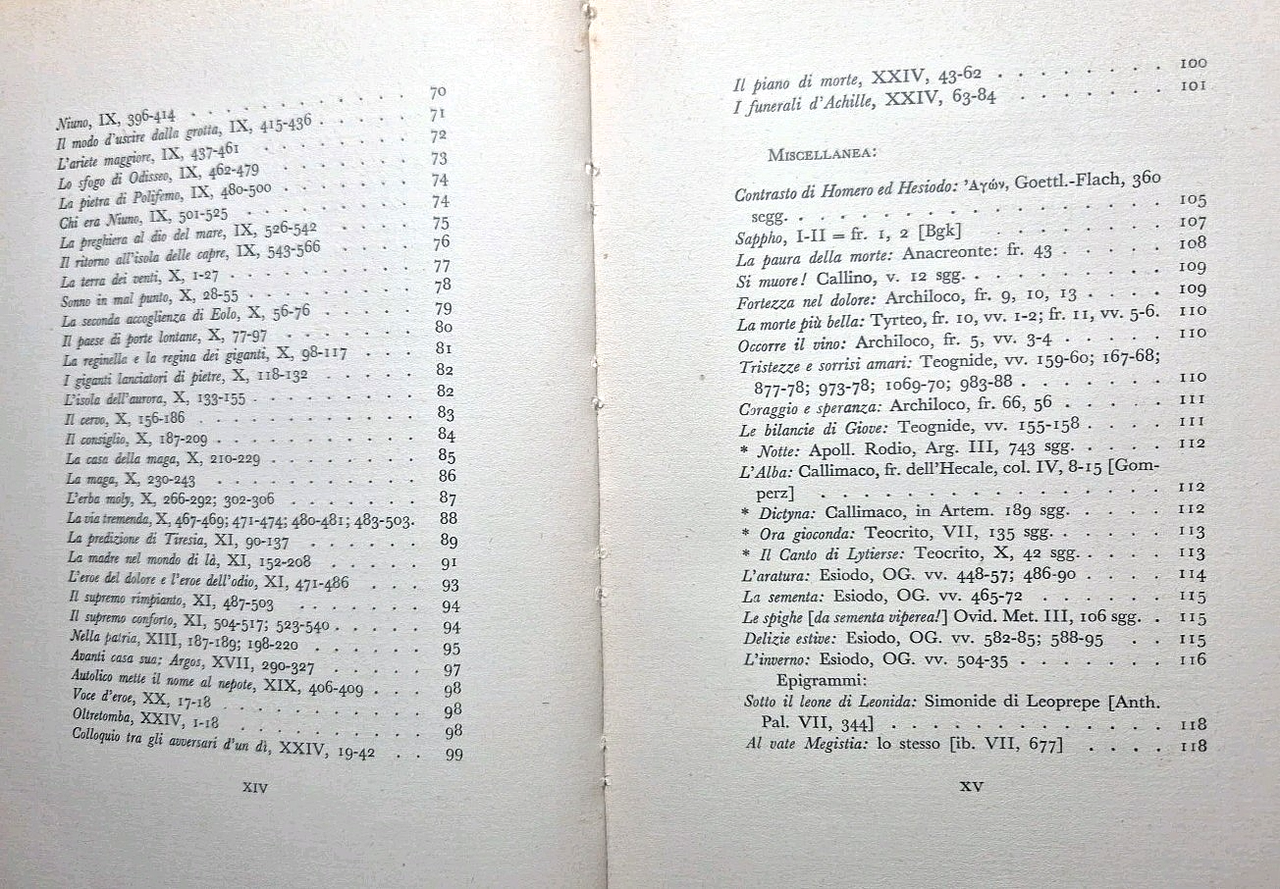 Niuno, IX, 396-414 . . . . . . . . . . 70
Il modo d'uscire dalla grotta, IX, 415-436 . . . . . 71
L'ariete maggiore, IX, 437-461 . . . . . . . 72
Lo sfogo di Odisseo, IX, 462-479 . . . . . . . 73
La pietra di Polifemo, IX, 480-500 . . . . . . 74
Chi era Niuno, IX, 501-525 . . . . . . . . 74
La preghiera al dio del mare, IX, 526-542 . . . . 75
Il ritorno all'isola delle capre, IX, 543-566 . . . . 76
La terra dei venti, X, 1-27 . . . . . . . . 77
Sonno in mal punto, X, 28-55 . . . . . . . 78
La seconda accoglienza di Eolo, X, 56-76 . . . . 79
Il paese di porte lontane, X, 77-97 . . . . . . 80
La reginella e la regina dei giganti, X, 98-117 . . . 81
I giganti lanciatori di pietre, X, 118-132 . . . . 82
L'isola dell'aurora, X, 133-155 . . . . . . . 82
Il cervo, X, 156-186 . . . . . . . . . . 83
Il consiglio, X, 187-209 . . . . . . . . . 84
La casa della maga, X, 210-229 . . . . . . . 85
La maga, X, 230-243 . . . . . . . . . . 86
L'erba moly, X, 266-292; 302-306 . . . . . . 87
La via tremenda, X, 467-469; 471-474; 480-481; 483-503. 88
La predizione di Tiresia, XI, 90-137 . . . . . . 89
La madre nel mondo di là, XI, 152-208 . . . . . 91
L'eroe del dolore e l'eroe dell'odio, XI, 471-486 . . . 93
Il supremo rimpianto, XI, 487-503 . . . . . . 94
Il supremo conforto, XI, 504-517; 523-540 . . . . . 94
Nella patria, XIII, 187-189; 198-220 . . . . . . 95
Avanti casa sua: Argos, XVII, 290-327 . . . . . 97
Autolico mette il nome al nepote, XIX, 406-409 . . . 98
Voce d'eroe, XX, 17-18 . . . . . . . . . 98
Oltretomba, XXIV, 1-18 . . . . . . . . . 98
Colloquio tra gli avversari d'un dì, XXIV, 19-42 . . 99
XIV
Il piano di morte, XXIV, 43-62 . . . . . . . 100
I funerali d'Achille, XXIV, 63-84 . . . . . . . 101
Miscellanea:
Contrasto di Homero ed Hesiodo: Ἀγών, Goettl.-Flach, 360
segg. . . . . . . . . . . . . . . . . 105
Sappho, I-II = fr. 1, 2 [Bgk] . . . . . . . 107
La paura della morte: Anacreonte: fr. 43 . . . . . 108
Si muore! Callino, v. 12 sgg. . . . . . . . . 109
Fortezza nel dolore: Archiloco, fr. 9, 10, 13 . . . . 109
La morte più bella: Tyrteo, fr. 10, vv. 1-2; fr. 11, vv. 5-6. 110
Occorre il vino: Archiloco, fr. 5, vv. 3-4 . . . . . 110
Tristezze e sorrisi amari: Teognide, vv. 159-60; 167-68;
877-78; 973-78; 1069-70; 983-88 . . . . . . . 110
Coraggio e speranza: Archiloco, fr. 66, 56 . . . . . 111
Le bilancie di Giove: Teognide, vv. 155-158 . . . . 111
* Notte: Apoll. Rodio, Arg. III, 743 sgg. . . . . 112
L'Alba: Callimaco, fr. dell'Hecale, col. IV, 8-15 [Gom-
perz] . . . . . . . . . . . . . . . . 112
* Dictyna: Callimaco, in Artem. 189 sgg. . . . . 112
* Ora gioconda: Teocrito, VII, 135 sgg. . . . . . 113
* Il Canto di Lytierse: Teocrito, X, 42 sgg. . . . . 113
L'aratura: Esiodo, OG. vv. 448-57; 486-90 . . . . 114
La sementa: Esiodo, OG. vv. 465-72 . . . . . . 115
Le spighe [da sementa viperea!] Ovid. Met. III, 106 sgg. . 115
Delizie estive: Esiodo, OG. vv. 582-85; 588-95 . . 115
L'inverno: Esiodo, OG. vv. 504-35 . . . . . . . 116
Epigrammi:
Sotto il leone di Leonida: Simonide di Leoprepe [Anth.
Pal. VII, 344] . . . . . . . . . . . . . 118
Al vate Megistia: lo stesso [ib. VII, 677] . . . . 118
XV